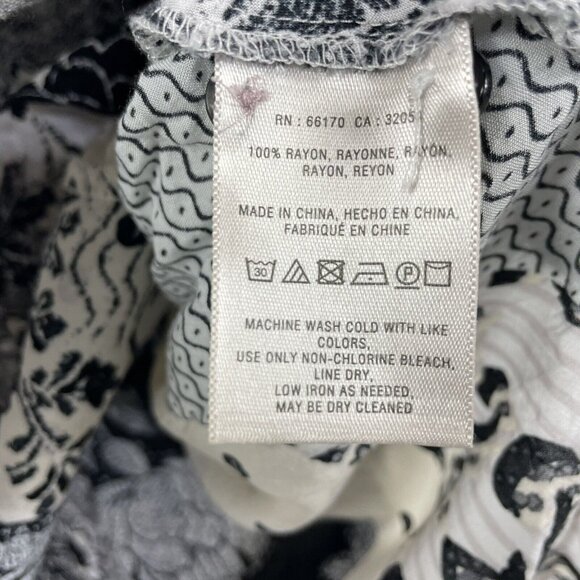 RN : 66170 CA : 3205
100% RAYON, RAYONNE, RAYON,
RAYON, REYON
MADE IN CHINA, HECHO EN CHINA,
FABRIQUÉ EN CHINE
30 P
MACHINE WASH COLD WITH LIKE
COLORS,
USE ONLY NON-CHLORINE BLEACH,
LINE DRY,
LOW IRON AS NEEDED,
MAY BE DRY CLEANED